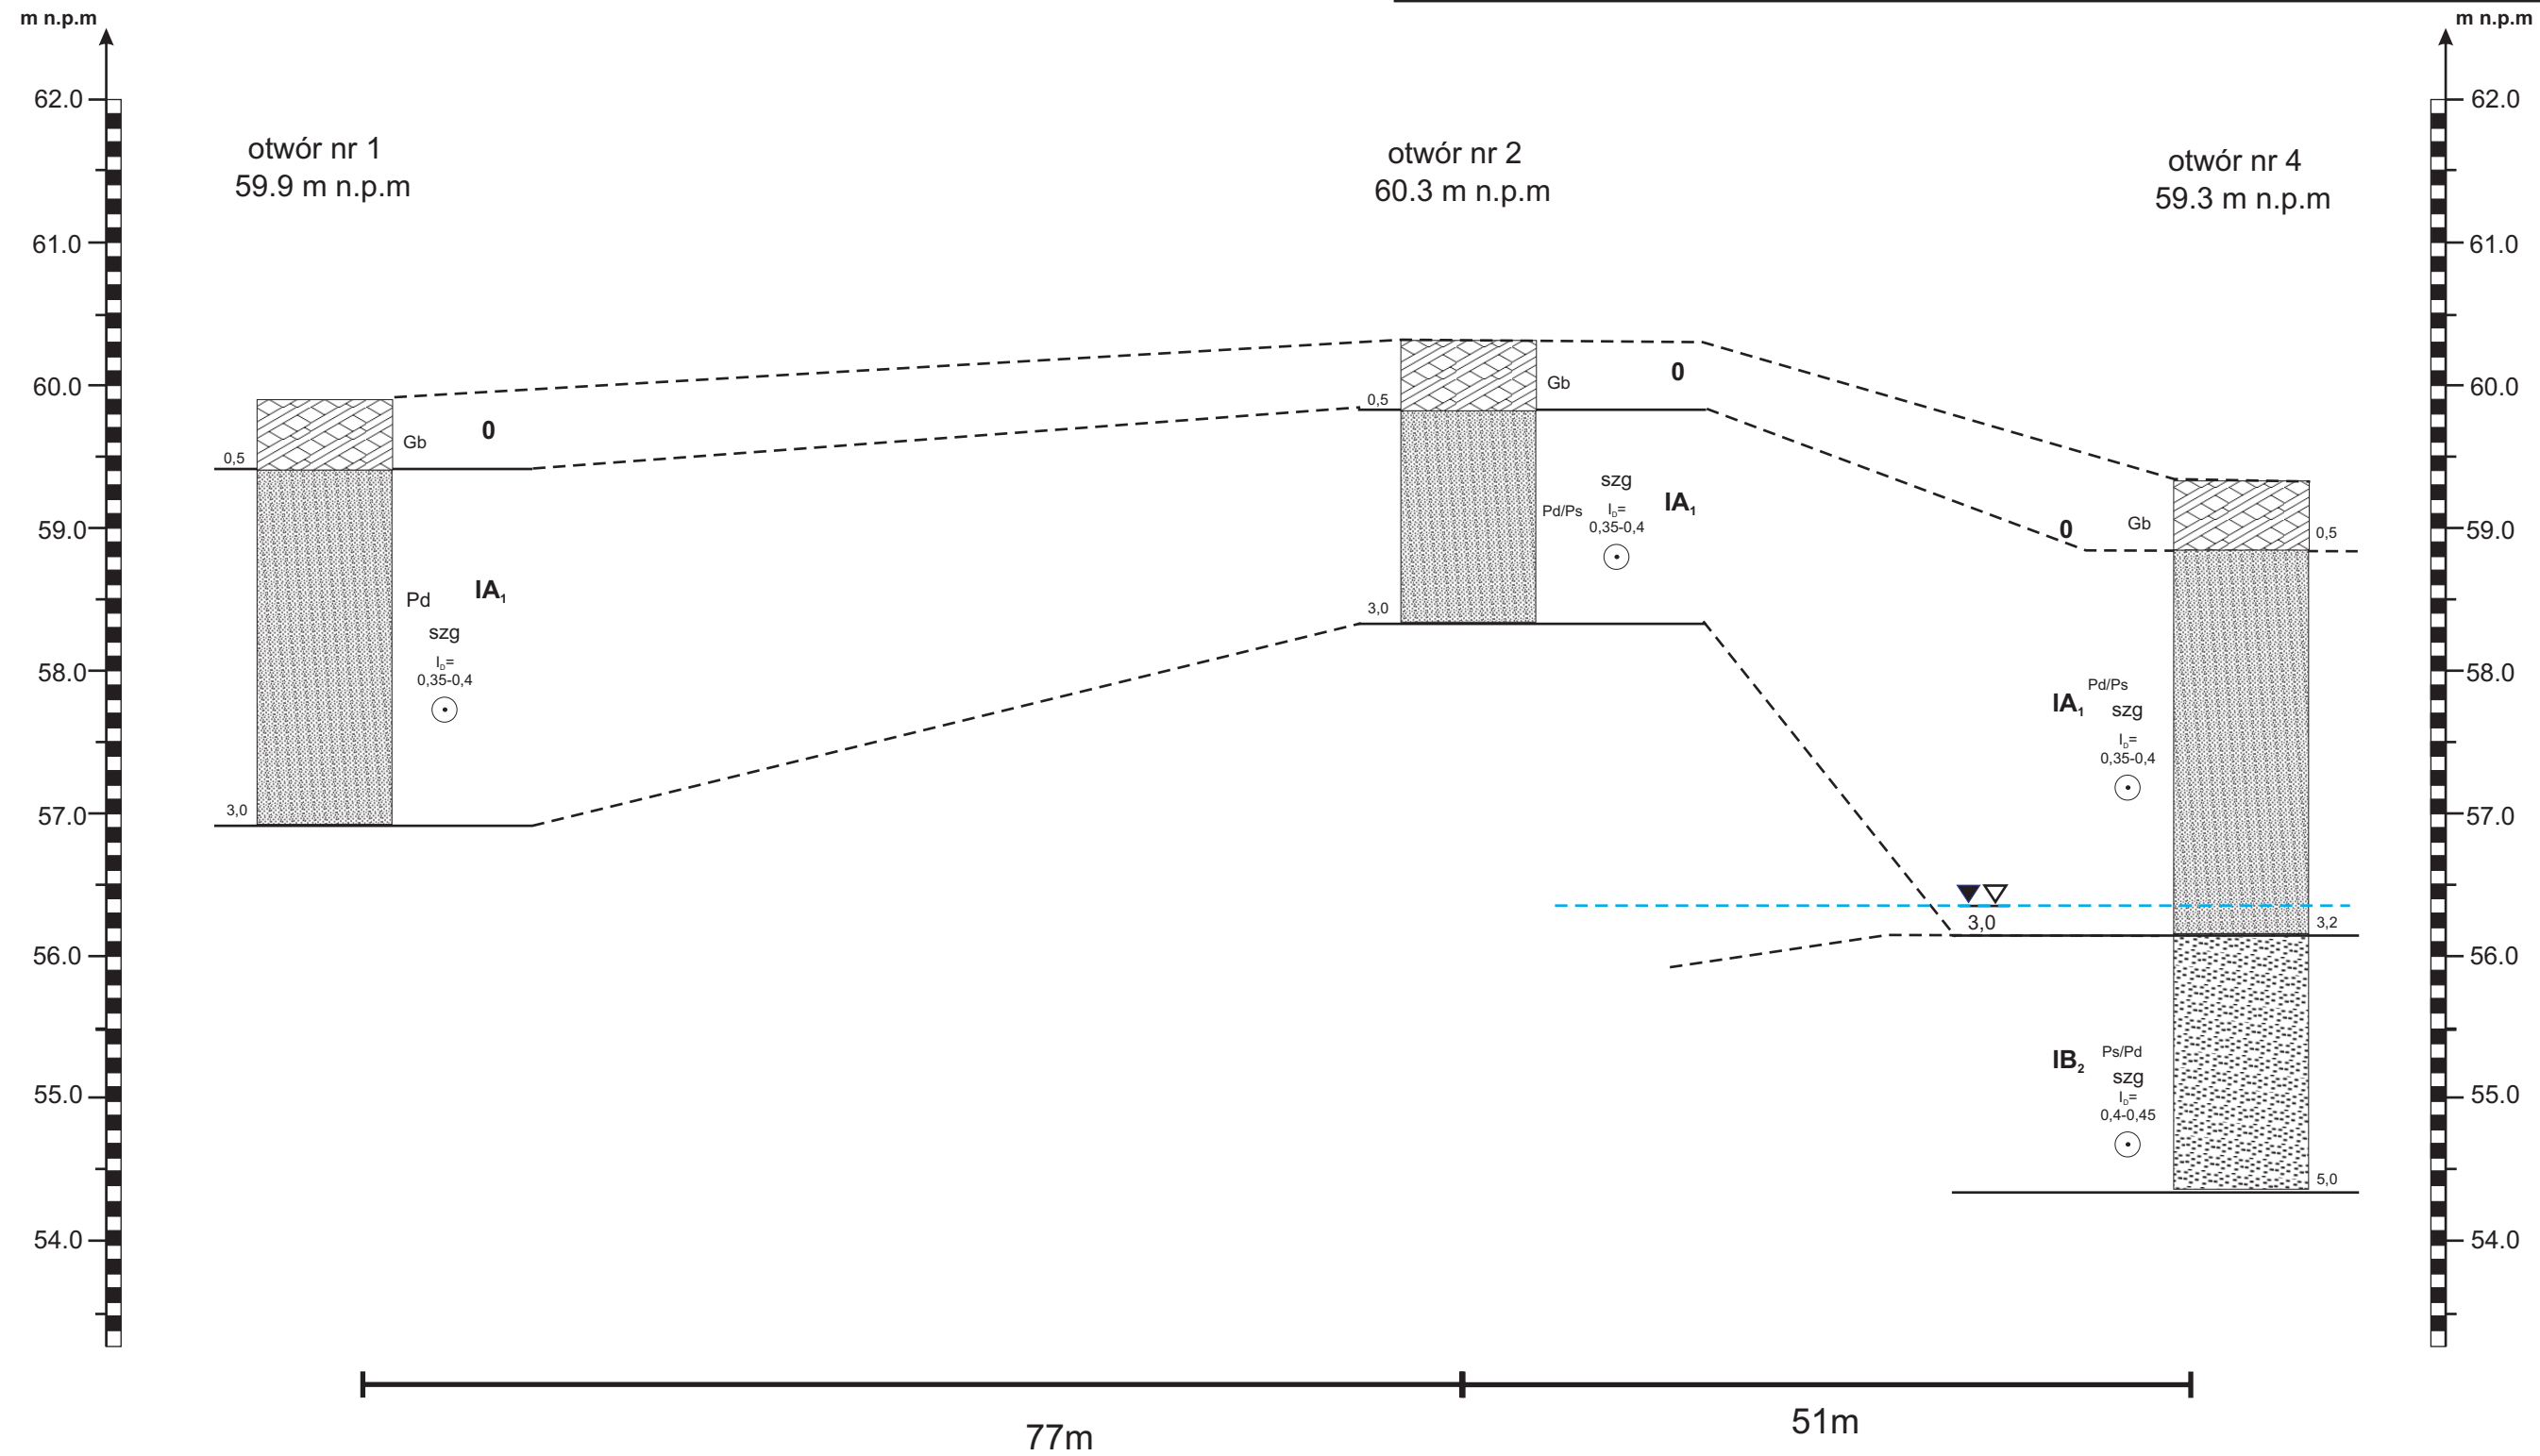 m n.p.m
m n.p.m
62.0
62.0
otwór nr 1
59.9 m n.p.m
otwór nr 2
60.3 m n.p.m
otwór nr 4
59.3 m n.p.m
61.0
61.0
60.0
60.0
59.0
59.0
58.0
58.0
57.0
57.0
56.0
56.0
55.0
55.0
54.0
54.0
0,5
Gb
0
Pd
IA₁
szg
I_D=
0,35-0,4
3,0
0,5
Gb
0
Pd/Ps
szg
I_D=
0,35-0,4
IA₁
3,0
0
Gb
0,5
IA₁
Pd/Ps
szg
I_D=
0,35-0,4
3,0
3,2
IB₂
Ps/Pd
szg
I_D=
0,4-0,45
5,0
77m
51m